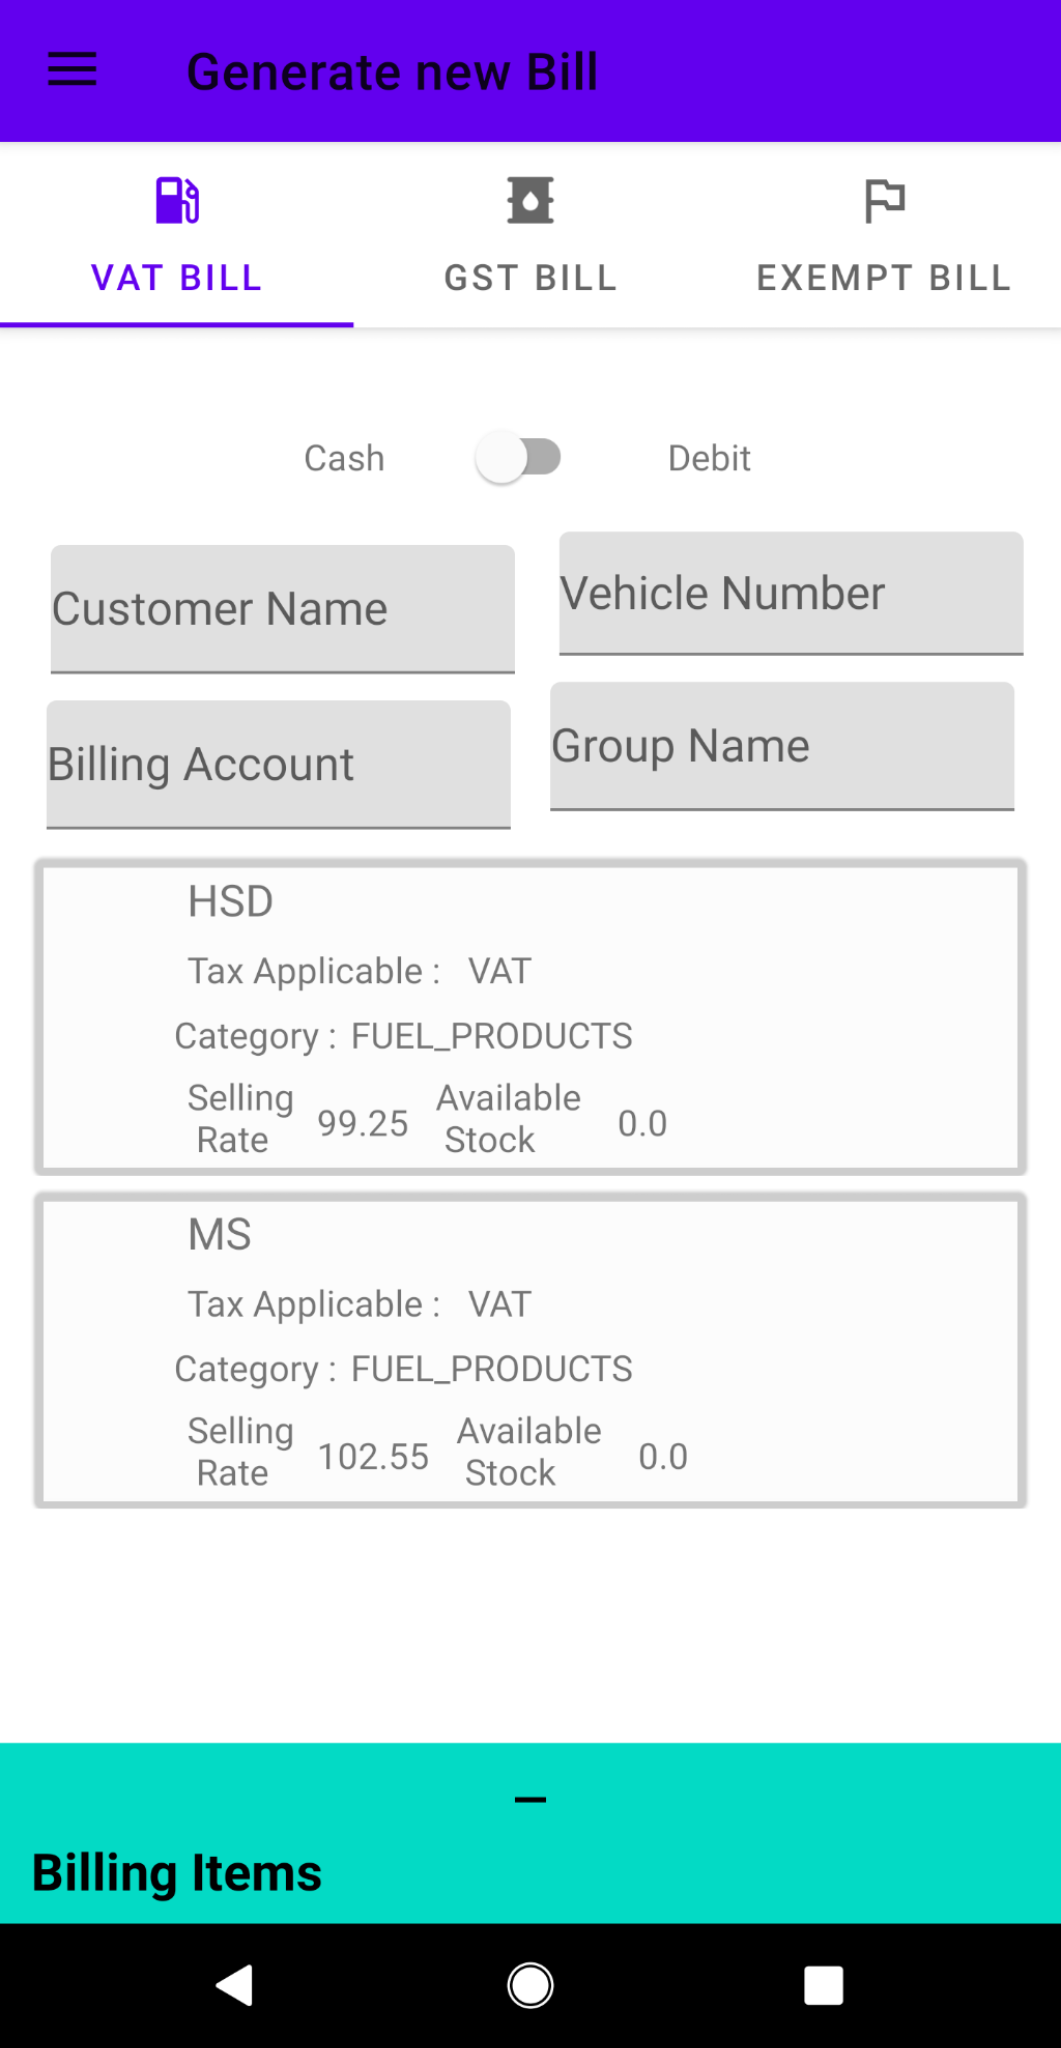 Generate new Bill
VAT BILL GST BILL EXEMPT BILL
Cash Debit
Customer Name Vehicle Number
Billing Account Group Name
HSD
Tax Applicable : VAT
Category : FUEL_PRODUCTS
Selling Rate 99.25 Available Stock 0.0
MS
Tax Applicable : VAT
Category : FUEL_PRODUCTS
Selling Rate 102.55 Available Stock 0.0
Billing Items